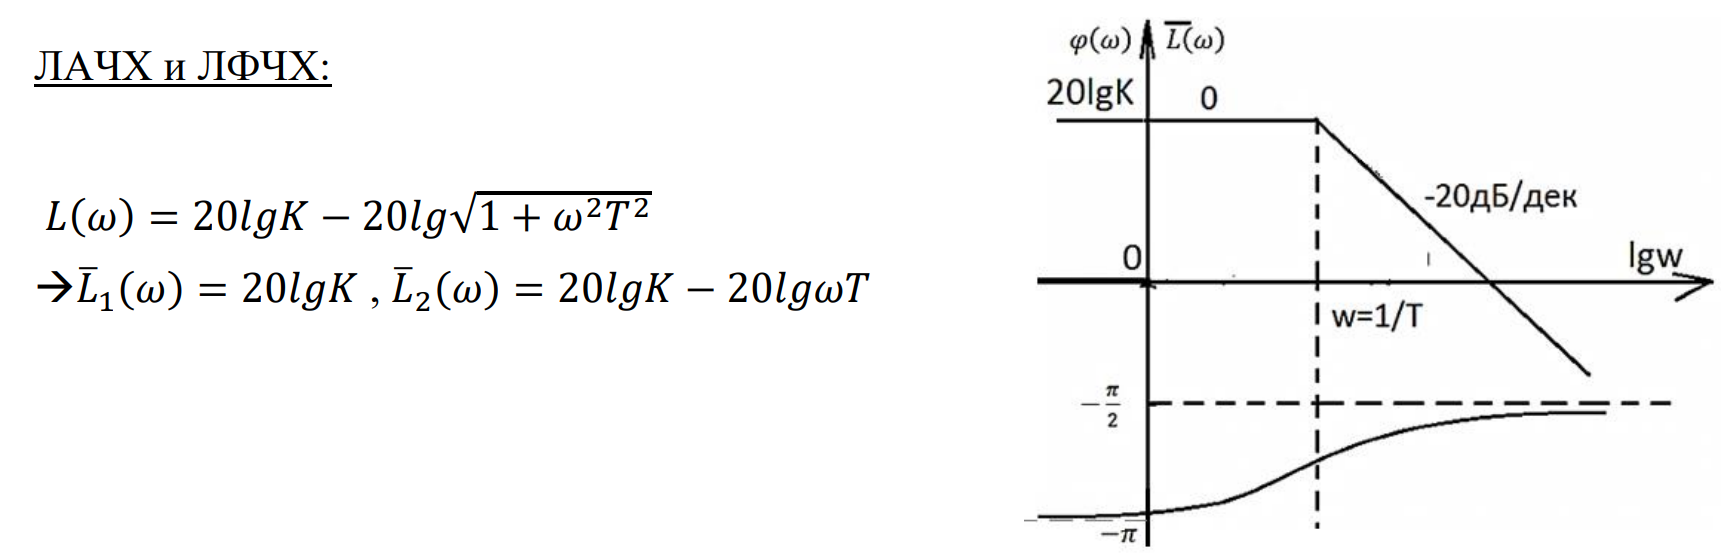 ЛАЧХ и ЛФЧХ:
L(ω) = 20lgK − 20lg√1 + ω²T²
→L̄₁(ω) = 20lgK , L̄₂(ω) = 20lgK − 20lgωT
φ(ω) L̄(ω)
20lgK 0
-20дБ/дек
0 lgw
w=1/T
−π/2
−π